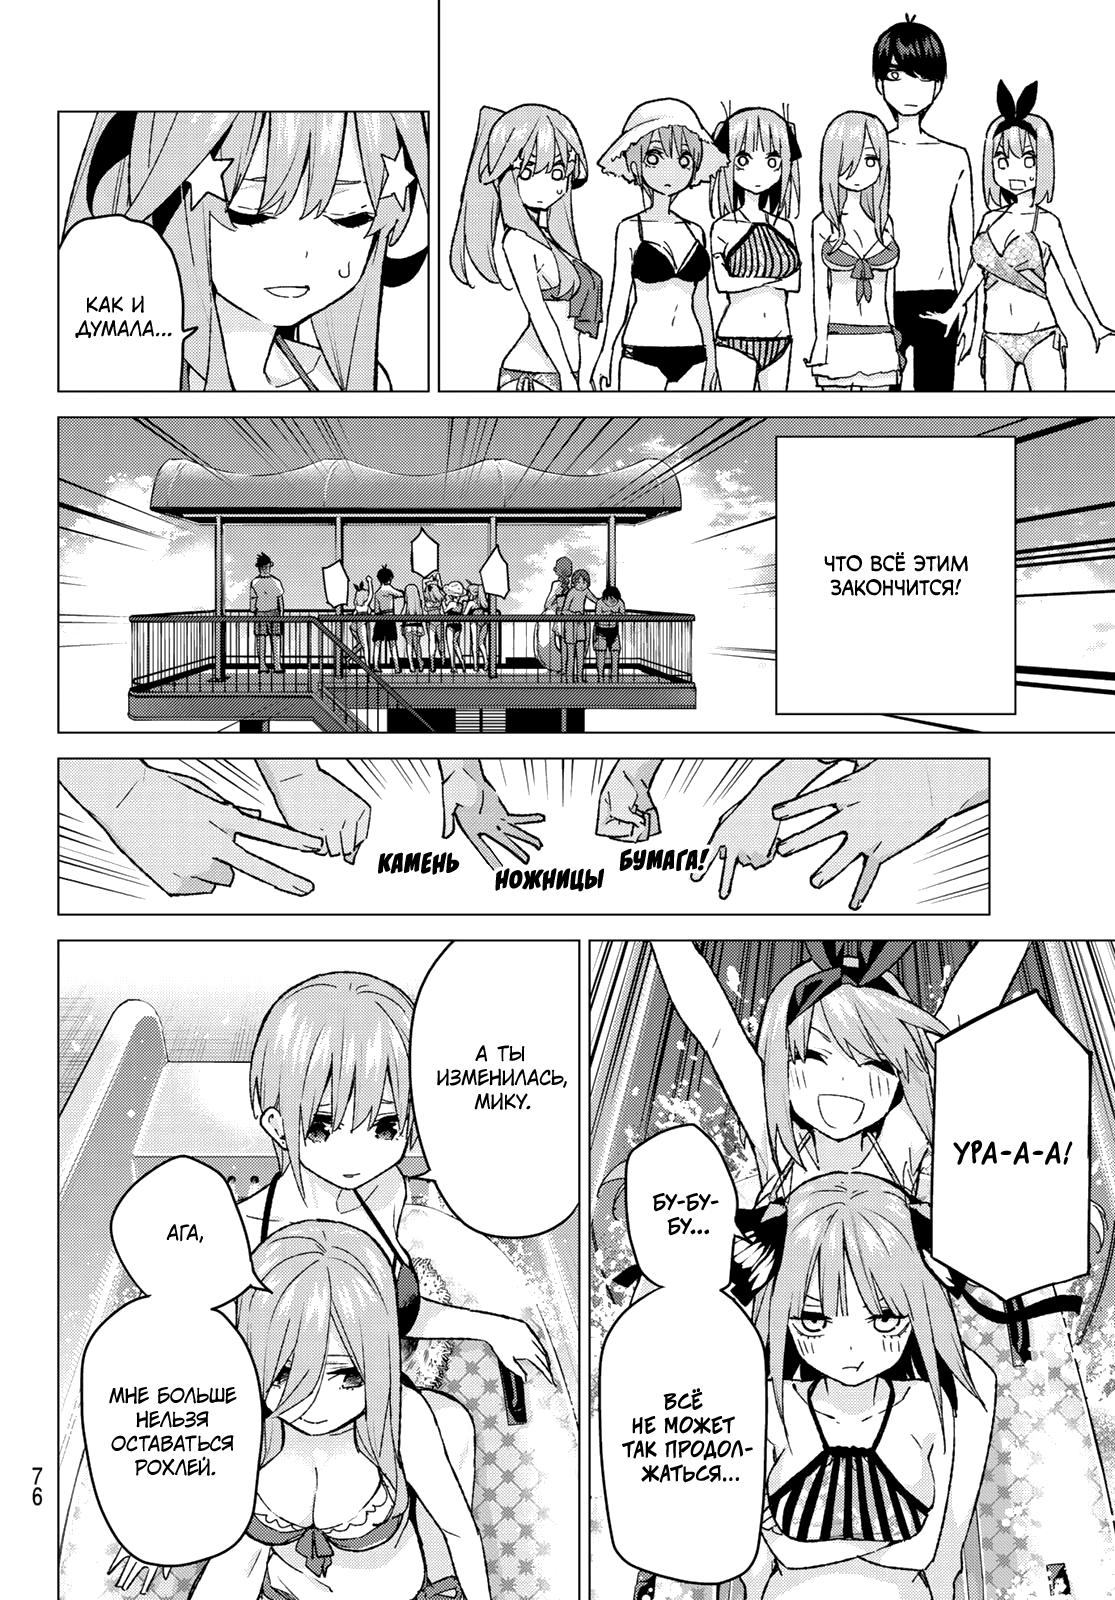 КАК И
ДУМАЛА...
ЧТО ВСЁ ЭТИМ
ЗАКОНЧИТСЯ!
КАМЕНЬ
НОЖНИЦЫ
БУМАГА!
УРА-А-А!
БУ-БУ-
БУ...
ВСЁ
НЕ МОЖЕТ
ТАК ПРОДОЛ-
ЖАТЬСЯ...
А ТЫ
ИЗМЕНИЛАСЬ,
МИКУ.
АГА,
МНЕ БОЛЬШЕ
НЕЛЬЗЯ
ОСТАВАТЬСЯ
РОХЛЕЙ.
76